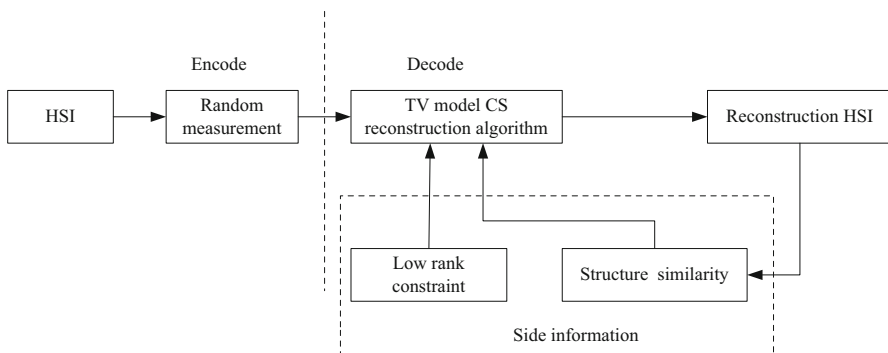 Encode
Decode
HSI
Random
measurement
TV model CS
reconstruction algorithm
Reconstruction HSI
Low rank
constraint
Structure similarity
Side information